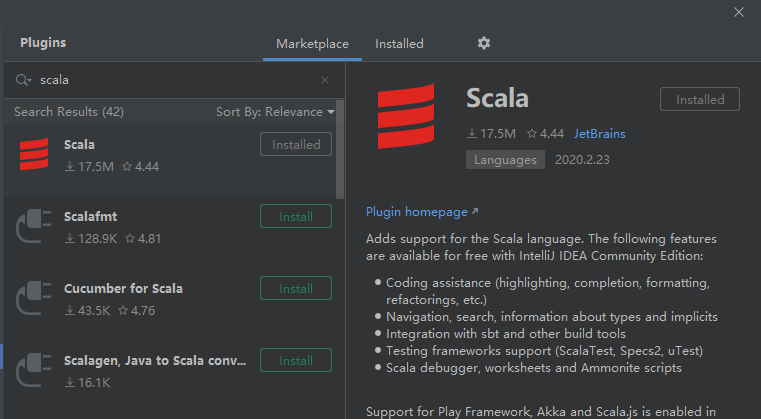 Plugins
Marketplace
Installed
scala
Search Results (42)
Sort By: Relevance
Scala
17.5M 4.44
Installed
Scalafmt
128.9K 4.81
Install
Cucumber for Scala
43.5K 4.76
Install
Scalagen, Java to Scala conv...
16.1K
Install
Scala
Installed
17.5M 4.44 JetBrains
Languages 2020.2.23
Plugin homepage
Adds support for the Scala language. The following features
are available for free with IntelliJ IDEA Community Edition:
Coding assistance (highlighting, completion, formatting,
refactorings, etc.)
Navigation, search, information about types and implicits
Integration with sbt and other build tools
Testing frameworks support (ScalaTest, Specs2, uTest)
Scala debugger, worksheets and Ammonite scripts
Support for Play Framework, Akka and Scala.js is enabled in